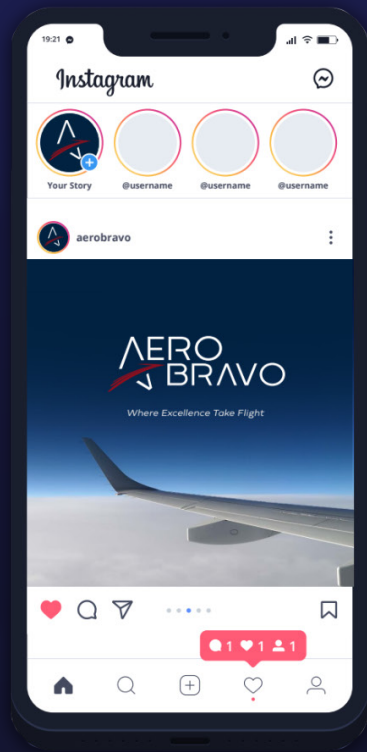 19:21
Instagram
Your Story
@username
@username
@username
aerobravo
AERO
BRAVO
Where Excellence Take Flight
1 1 1